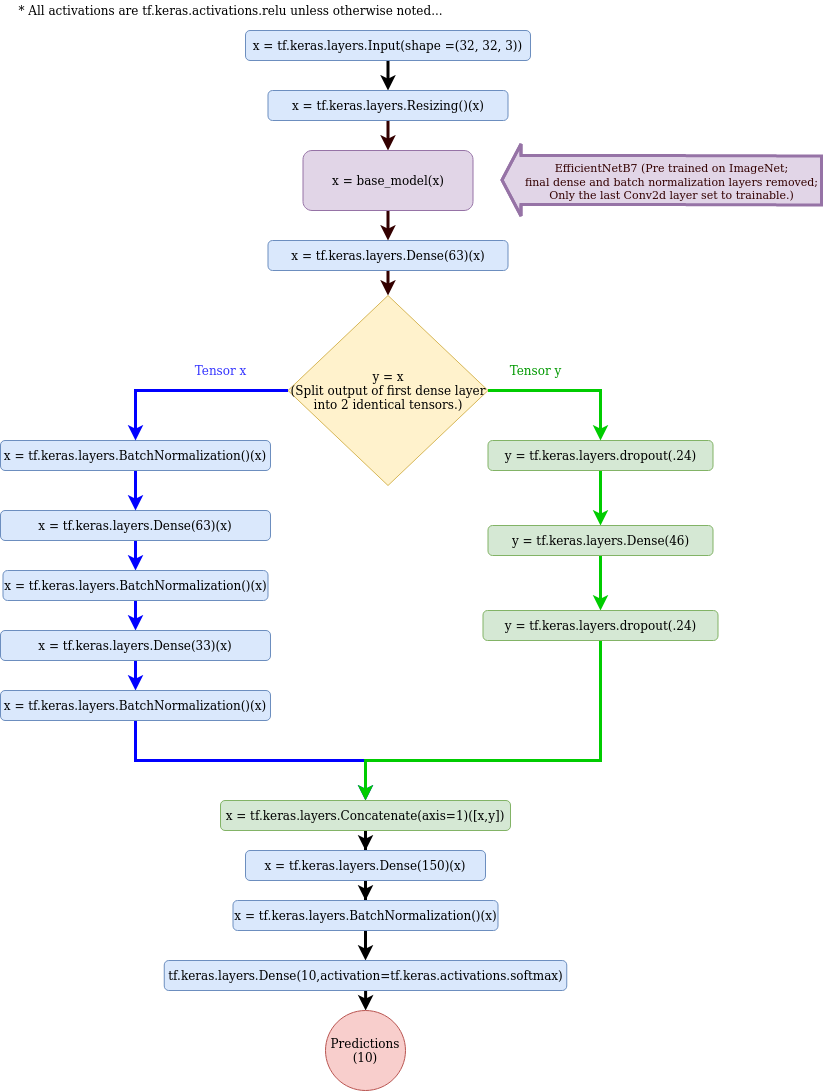 * All activations are tf.keras.activations.relu unless otherwise noted...
x = tf.keras.layers.Input(shape =(32, 32, 3))
x = tf.keras.layers.Resizing()(x)
x = base_model(x)
EfficientNetB7 (Pre trained on ImageNet;
final dense and batch normalization layers removed;
Only the last Conv2d layer set to trainable.)
x = tf.keras.layers.Dense(63)(x)
y = x
(Split output of first dense layer
into 2 identical tensors.)
Tensor x
Tensor y
x = tf.keras.layers.BatchNormalization()(x)
x = tf.keras.layers.Dense(63)(x)
x = tf.keras.layers.BatchNormalization()(x)
x = tf.keras.layers.Dense(33)(x)
x = tf.keras.layers.BatchNormalization()(x)
y = tf.keras.layers.dropout(.24)
y = tf.keras.layers.Dense(46)
y = tf.keras.layers.dropout(.24)
x = tf.keras.layers.Concatenate(axis=1)([x,y])
x = tf.keras.layers.Dense(150)(x)
x = tf.keras.layers.BatchNormalization()(x)
tf.keras.layers.Dense(10,activation=tf.keras.activations.softmax)
Predictions
(10)